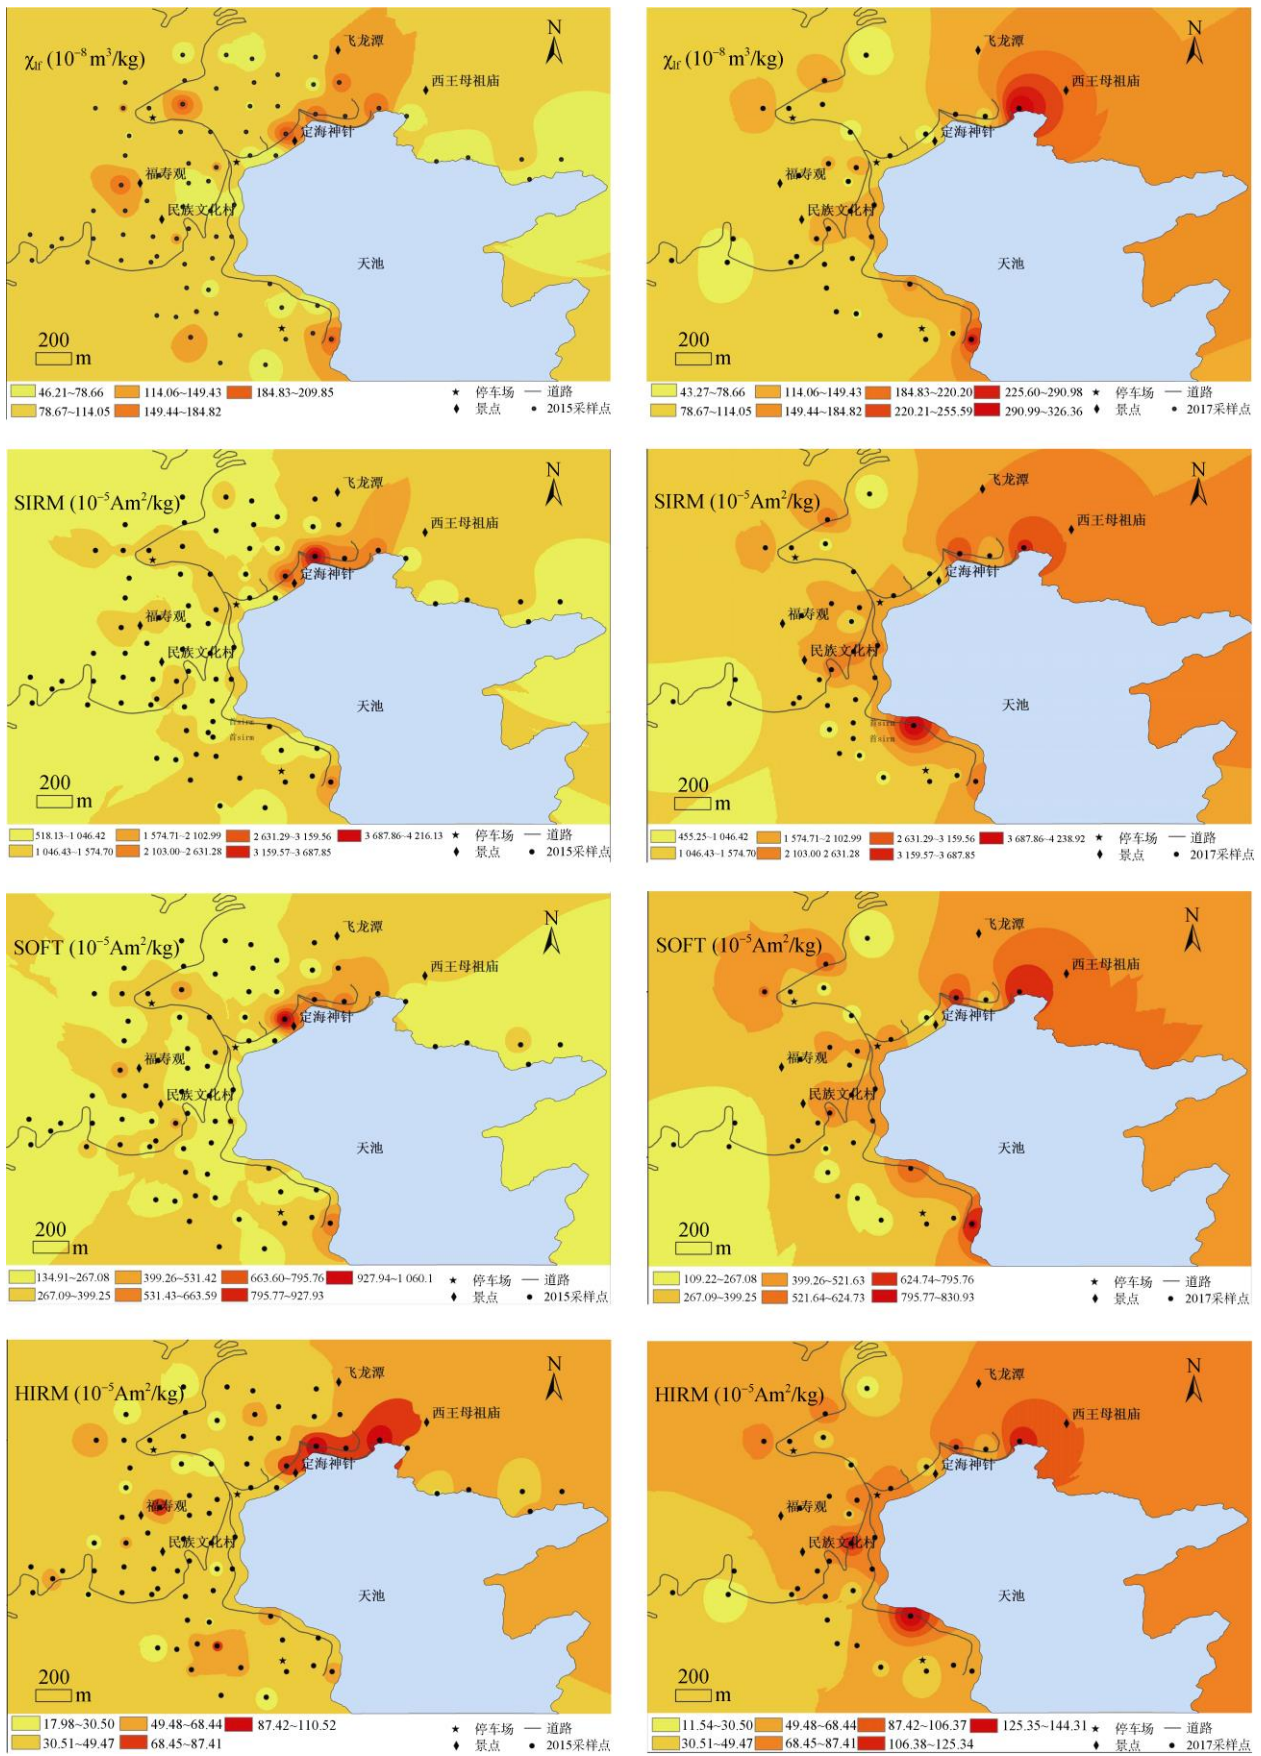 χlf (10⁻⁸ m³/kg)
飞龙潭
N
西王母祖庙
定海神针
福寿观
民族文化村
天池
200
m
46.21~78.66 114.06~149.43 184.83~209.85 停车场 道路
78.67~114.05 149.44~184.82 景点 2015采样点
χlf (10⁻⁸ m³/kg)
飞龙潭
N
西王母祖庙
定海神针
福寿观
民族文化村
天池
200
m
43.27~78.66 114.06~149.43 184.83~220.20 225.60~290.98 停车场 道路
78.67~114.05 149.44~184.82 220.21~255.59 290.99~326.36 景点 2017采样点
SIRM (10⁻⁵Am²/kg)
飞龙潭
N
西王母祖庙
定海神针
福寿观
民族文化村
天池
首sirm
首sirm
200
m
518.13~1 046.42 1 574.71~2 102.99 2 631.29~3 159.56 3 687.86~4 216.13 停车场 道路
1 046.43~1 574.70 2 103.00~2 631.28 3 159.57~3 687.85 景点 2015采样点
SIRM (10⁻⁵Am²/kg)
飞龙潭
N
西王母祖庙
定海神针
福寿观
民族文化村
天池
首sirm
首sirm
200
m
455.25~1 046.42 1 574.71~2 102.99 2 631.29~3 159.56 3 687.86~4 238.92 停车场 道路
1 046.43~1 574.70 2 103.00 2 631.28 3 159.57~3 687.85 景点 2017采样点
SOFT (10⁻⁵Am²/kg)
飞龙潭
N
西王母祖庙
定海神针
福寿观
民族文化村
天池
200
m
134.91~267.08 399.26~531.42 663.60~795.76 927.94~1 060.1 停车场 道路
267.09~399.25 531.43~663.59 795.77~927.93 景点 2015采样点
SOFT (10⁻⁵Am²/kg)
飞龙潭
N
西王母祖庙
定海神针
福寿观
民族文化村
天池
200
m
109.22~267.08 399.26~521.63 624.74~795.76 停车场 道路
267.09~399.25 521.64~624.73 795.77~830.93 景点 2017采样点
HIRM (10⁻⁵Am²/kg)
飞龙潭
N
西王母祖庙
定海神针
福寿观
民族文化村
天池
200
m
17.98~30.50 49.48~68.44 87.42~110.52 停车场 道路
30.51~49.47 68.45~87.41 景点 2015采样点
HIRM (10⁻⁵Am²/kg)
飞龙潭
N
西王母祖庙
定海神针
福寿观
民族文化村
天池
200
m
11.54~30.50 49.48~68.44 87.42~106.37 125.35~144.31 停车场 道路
30.51~49.47 68.45~87.41 106.38~125.34 景点 2017采样点